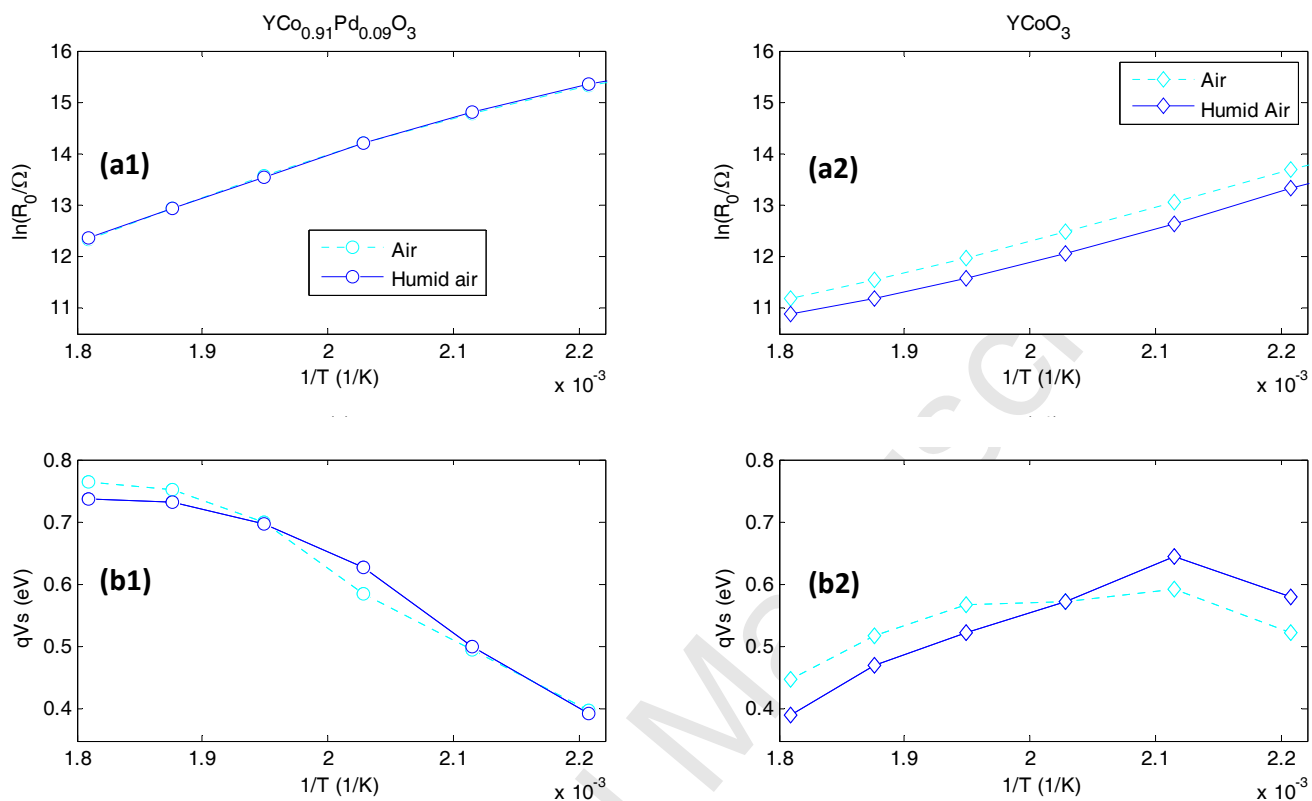 YCo0.91Pd0.09O3
16
15
14
13
12
11
ln(R0/Ω)
(a1)
Air
Humid air
1.8
1.9
2
2.1
2.2
1/T (1/K)
x 10-3
YCoO3
16
15
14
13
12
11
ln(R0/Ω)
(a2)
Air
Humid Air
1.8
1.9
2
2.1
2.2
1/T (1/K)
x 10-3
0.8
0.7
0.6
0.5
0.4
qVs (eV)
(b1)
1.8
1.9
2
2.1
2.2
1/T (1/K)
x 10-3
0.8
0.7
0.6
0.5
0.4
qVs (eV)
(b2)
1.8
1.9
2
2.1
2.2
1/T (1/K)
x 10-3